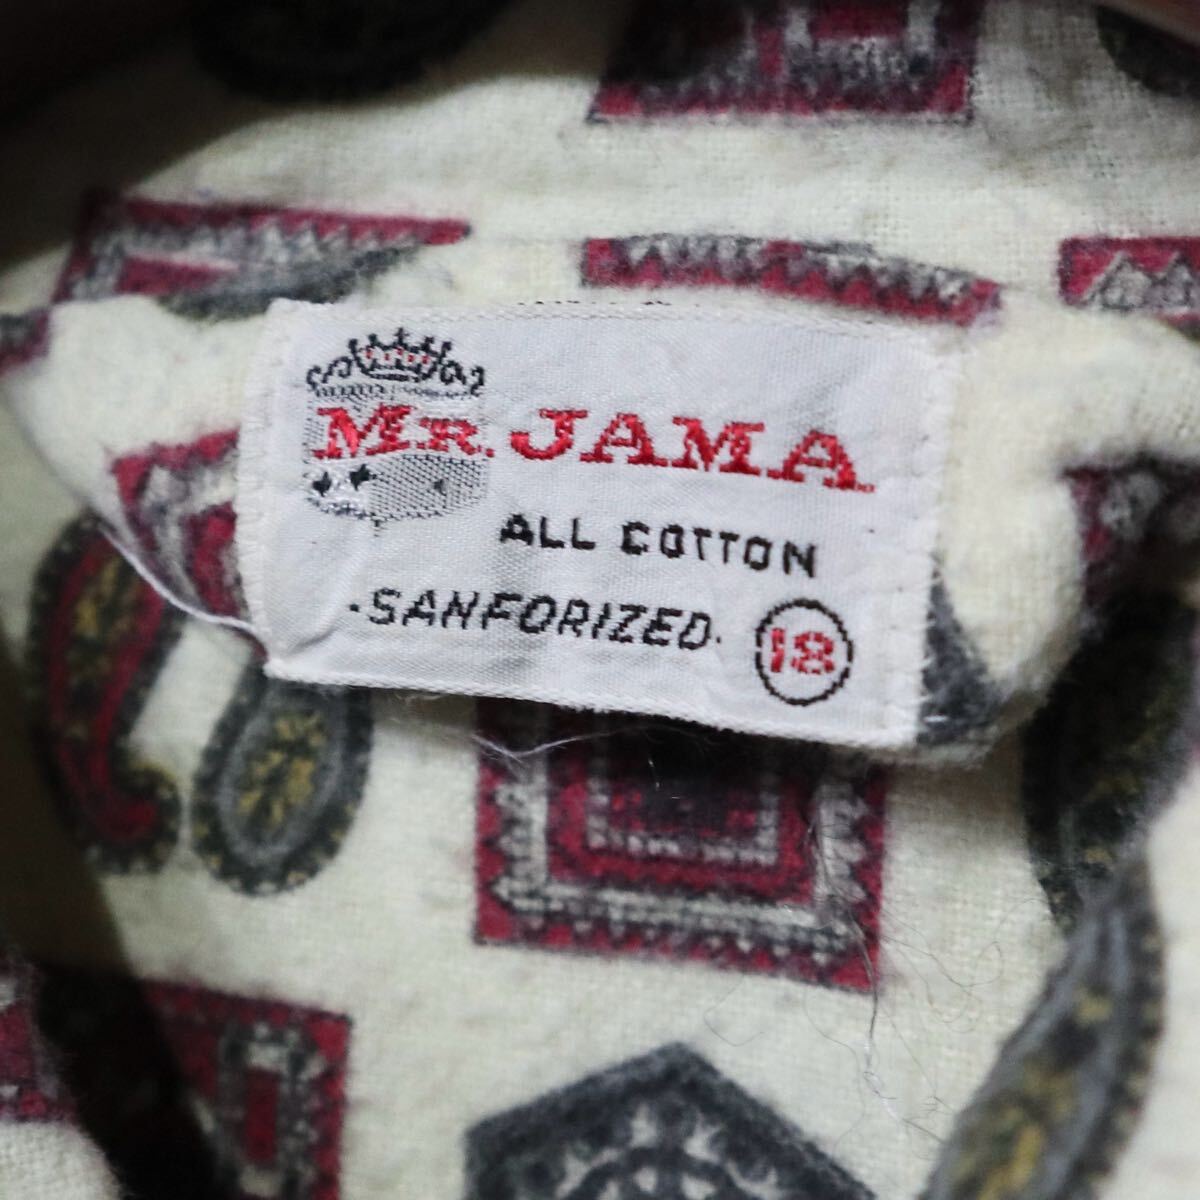 MR. JAMA
ALL COTTON
·SANFORIZED·
18